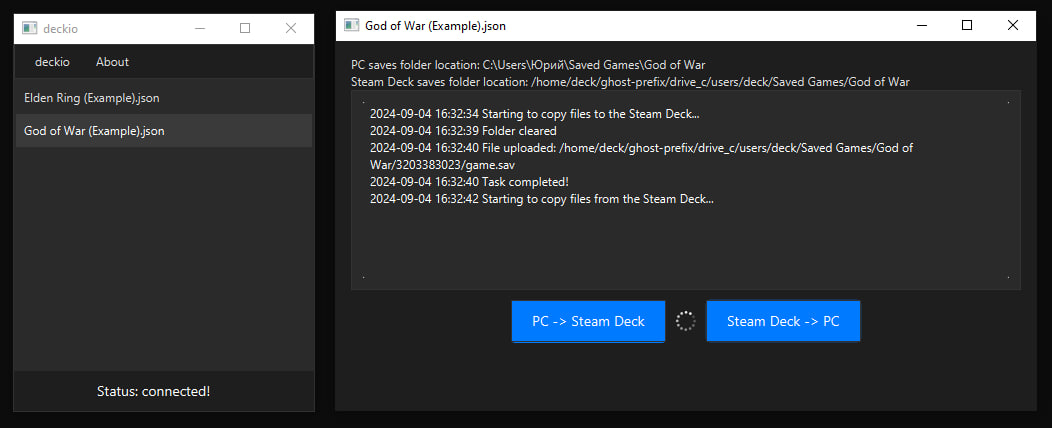 deckio
deckio About
Elden Ring (Example).json
God of War (Example).json
Status: connected!
God of War (Example).json
PC saves folder location: C:\Users\Юрий\Saved Games\God of War
Steam Deck saves folder location: /home/deck/ghost-prefix/drive_c/users/deck/Saved Games/God of War
2024-09-04 16:32:34 Starting to copy files to the Steam Deck...
2024-09-04 16:32:39 Folder cleared
2024-09-04 16:32:40 File uploaded: /home/deck/ghost-prefix/drive_c/users/deck/Saved Games/God of
War/3203383023/game.sav
2024-09-04 16:32:40 Task completed!
2024-09-04 16:32:42 Starting to copy files from the Steam Deck...
PC -> Steam Deck
Steam Deck -> PC